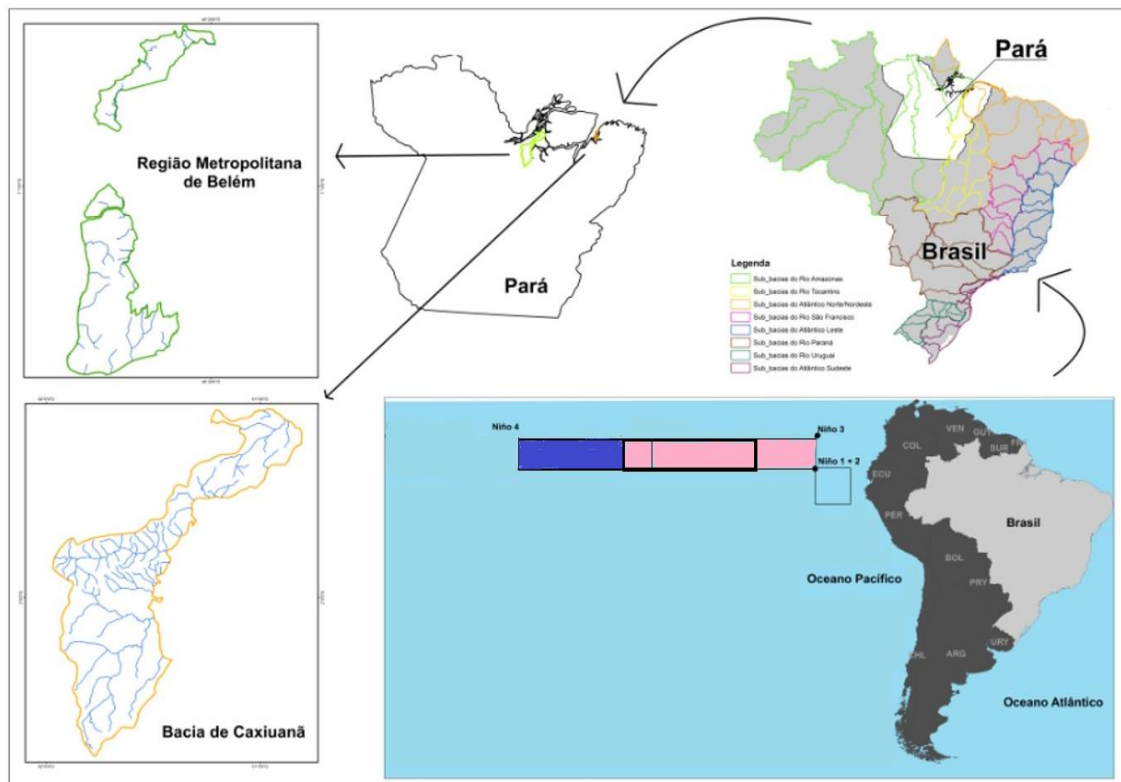 Região Metropolitana
de Belém
Pará
Pará
Brasil
Legenda
Sub_bacias do Rio Amazonas
Sub_bacias do Rio Tocantins
Sub_bacias do Atlântico Norte/Nordeste
Sub_bacias do Rio São Francisco
Sub_bacias do Atlântico Leste
Sub_bacias do Rio Paraná
Sub_bacias do Rio Uruguai
Sub_bacias do Atlântico Sudeste
Bacia de Caxiuanã
Niño 4
Niño 3
Niño 1 + 2
VEN
GUY
COL
SUR
ECU
PER
Brasil
BOL
Oceano Pacífico
PRY
URY
CHL
ARG
Oceano Atlântico